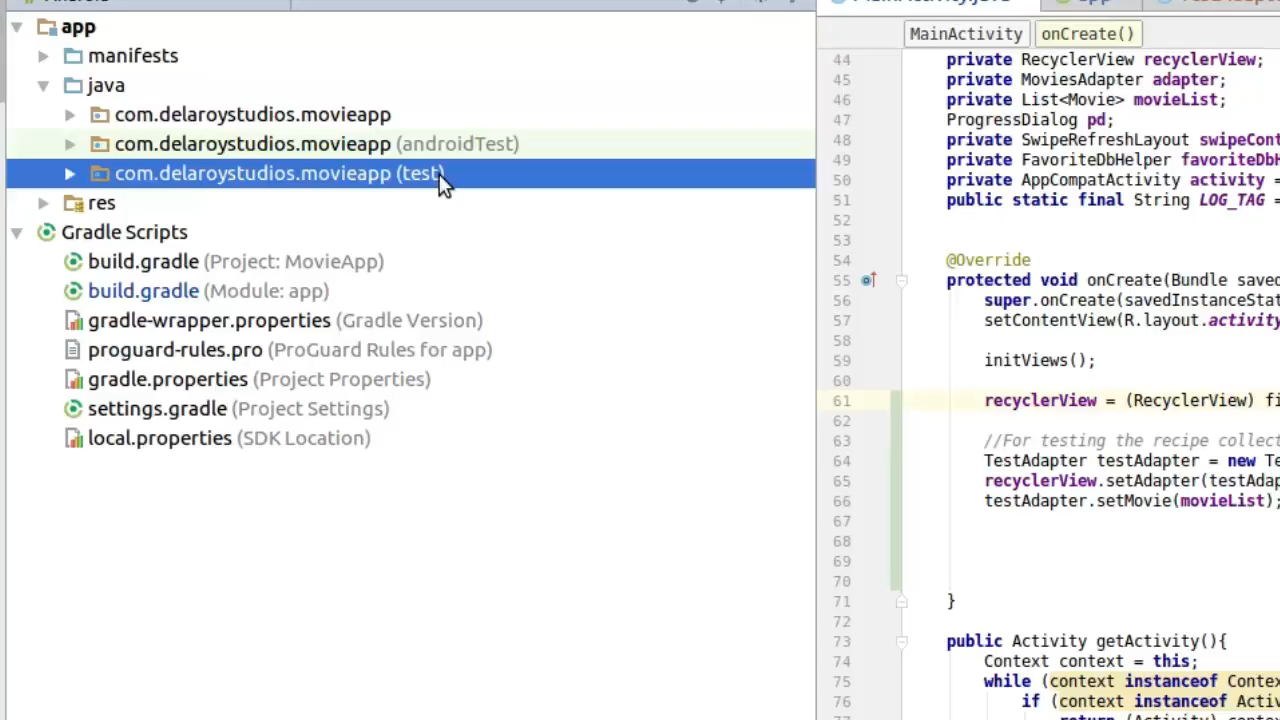 app
manifests
java
com.delaroystudios.movieapp
com.delaroystudios.movieapp (androidTest)
com.delaroystudios.movieapp (test)
res
Gradle Scripts
build.gradle (Project: MovieApp)
build.gradle (Module: app)
gradle-wrapper.properties (Gradle Version)
proguard-rules.pro (ProGuard Rules for app)
gradle.properties (Project Properties)
settings.gradle (Project Settings)
local.properties (SDK Location)
MainActivity onCreate()
44 private RecyclerView recyclerView;
45 private MoviesAdapter adapter;
46 private List<Movie> movieList;
47 ProgressDialog pd;
48 private SwipeRefreshLayout swipeCont
49 private FavoriteDbHelper favoriteDbH
50 private AppCompatActivity activity =
51 public static final String LOG_TAG =
52
53
54 @Override
55 protected void onCreate(Bundle saved
56 super.onCreate(savedInstanceStat
57 setContentView(R.layout.activity
58
59 initViews();
60
61 recyclerView = (RecyclerView) fi
62
63 //For testing the recipe collect
64 TestAdapter testAdapter = new Te
65 recyclerView.setAdapter(testAdap
66 testAdapter.setMovie(movieList);
67
68
69
70
71 }
72
73 public Activity getActivity(){
74 Context context = this;
75 while (context instanceof Contex
76 if (context instanceof Activ